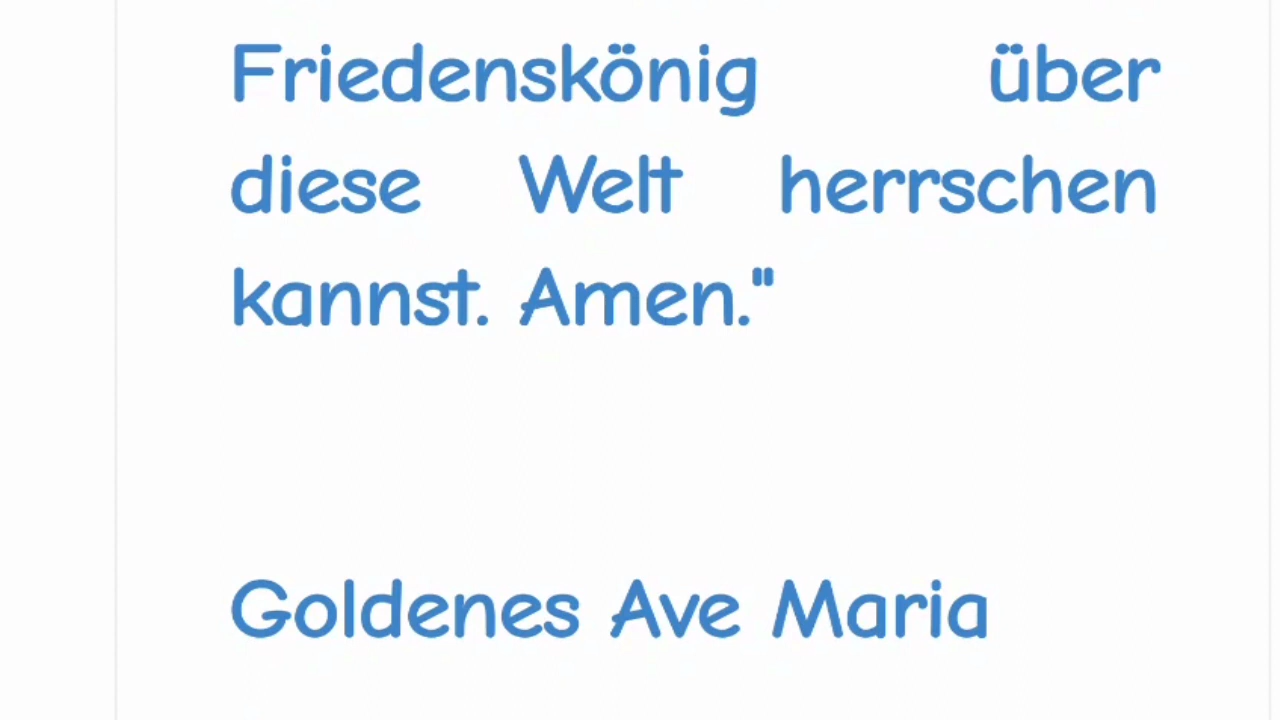 Friedenskönig über
diese Welt herrschen
kannst. Amen."
Goldenes Ave Maria